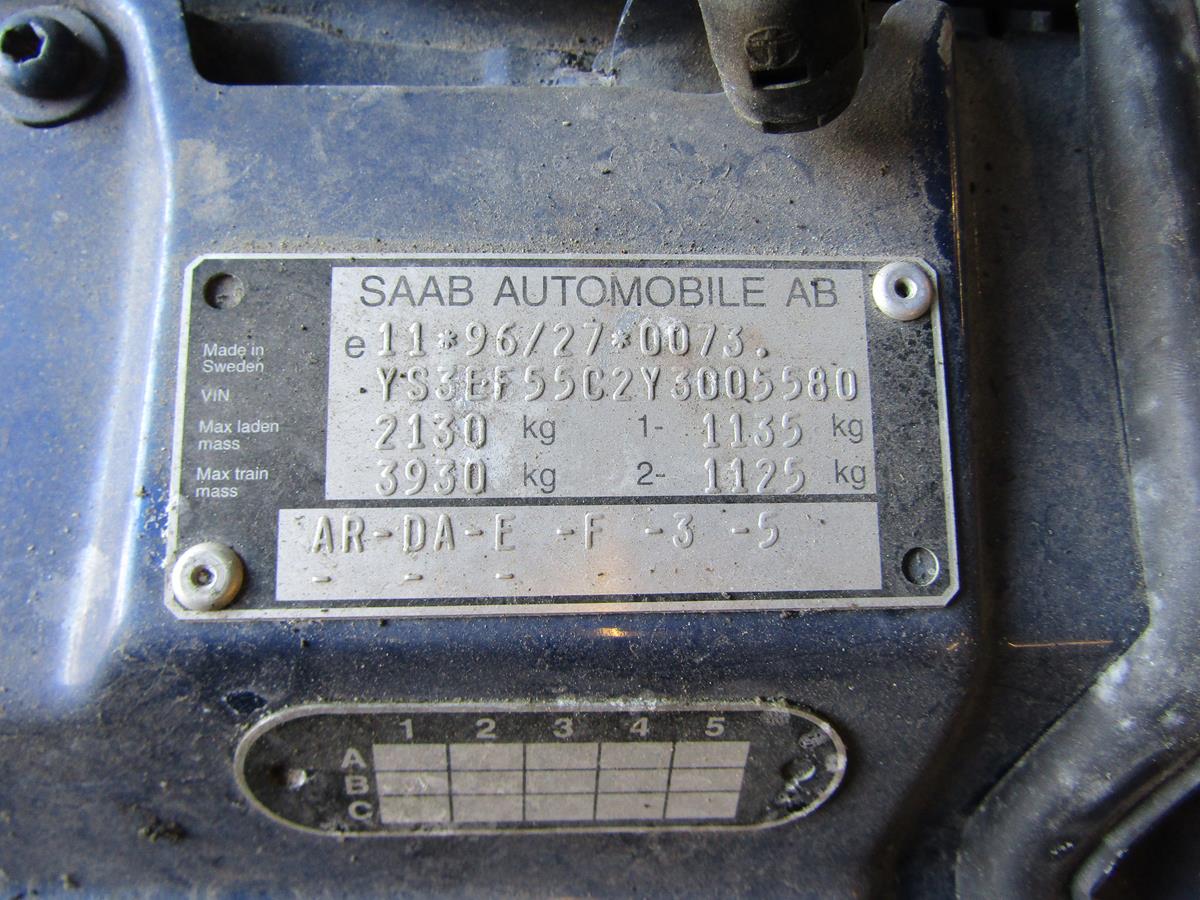 SAAB AUTOMOBILE AB
e 11*96/27*0073.
Made in
Sweden
VIN YS3EF55C2Y3005580
Max laden
mass 2130 kg 1- 1135 kg
Max train
mass 3930 kg 2- 1125 kg
AR-DA-E -F -3 -5
- - -
1 2 3 4 5
A
B
C